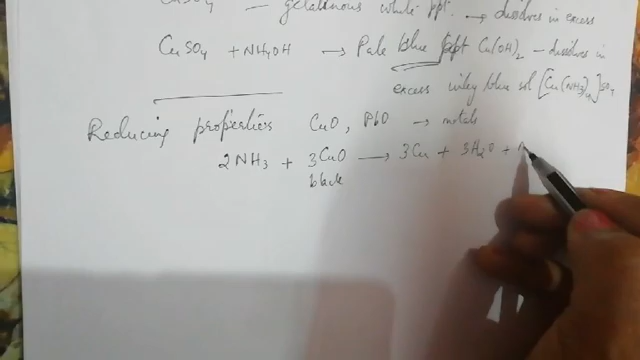 — gelatinous white ppt. → dissolves in excess
CuSO₄ + NH₄OH → Pale blue ppt Cu(OH)₂ – dissolves in
excess inky blue sol [Cu(NH₃)₄]SO₄
Reducing properties CuO, PbO → metals
2NH₃ + 3CuO → 3Cu + 3H₂O +
black